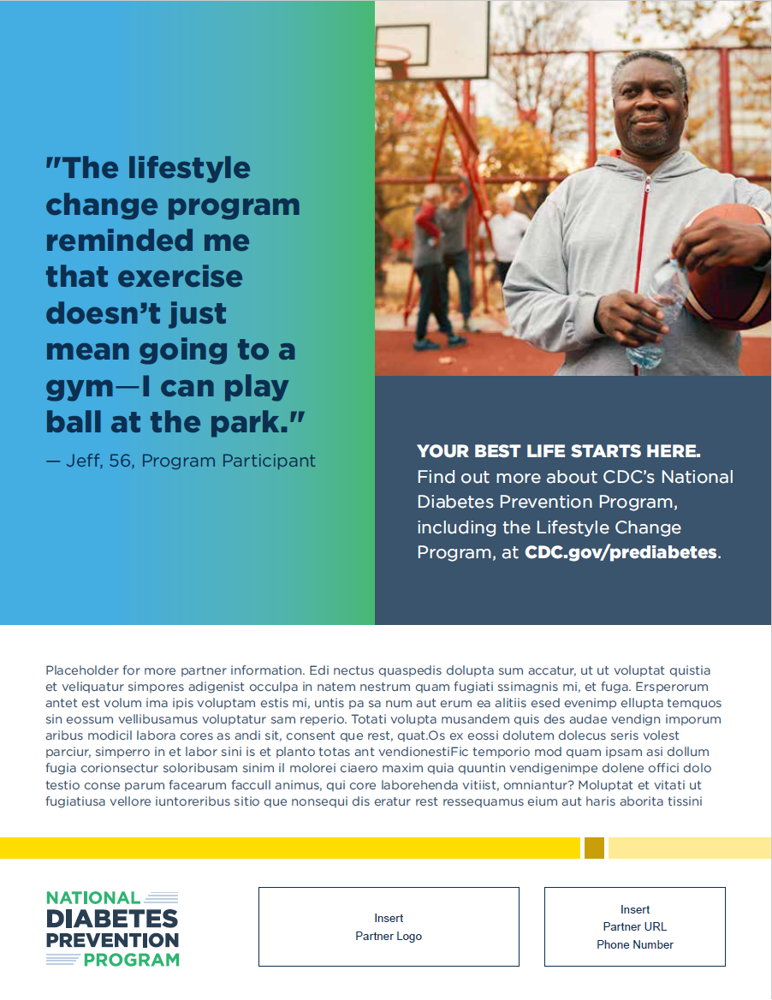 "The lifestyle
change program
reminded me
that exercise
doesn’t just
mean going to a
gym—I can play
ball at the park."
— Jeff, 56, Program Participant
YOUR BEST LIFE STARTS HERE.
Find out more about CDC’s National
Diabetes Prevention Program,
including the Lifestyle Change
Program, at CDC.gov/prediabetes.
Placeholder for more partner information. Edi nectus quaspedis dolupta sum accatur, ut ut voluptat quistia
et veliquatur simpores adigenist occulpa in natem nestrum quam fugiati ssimagnis mi, et fuga. Ersperorum
antet est volum ima ipis voluptam estis mi, untis pa sa num aut erum ea alitiis esed evenimp ellupta temquos
sin eossum vellibusamus voluptatur sam reperio. Totati volupta musandem quis des audae vendign imporum
aribus modicil labora cores as andi sit, consent que rest, quat.Os ex eossi dolutem dolecus seris volest
parciur, simperro in et labor sini is et planto totas ant vendionestiFic temporio mod quam ipsam asi dollum
fugia corionsectur soloribusam sinim il molorei ciaero maxim quia quuntin vendigenimpe dolene offici dolo
testio conse parum facearum faccull animus, qui core laborehenda vitiist, omniantur? Moluptat et vitati ut
fugiatiusa vellore iuntoreribus sitio que nonsequi dis eratur rest ressequamus eium aut haris aborita tissini
NATIONAL
DIABETES
PREVENTION
PROGRAM
Insert
Partner Logo
Insert
Partner URL
Phone Number